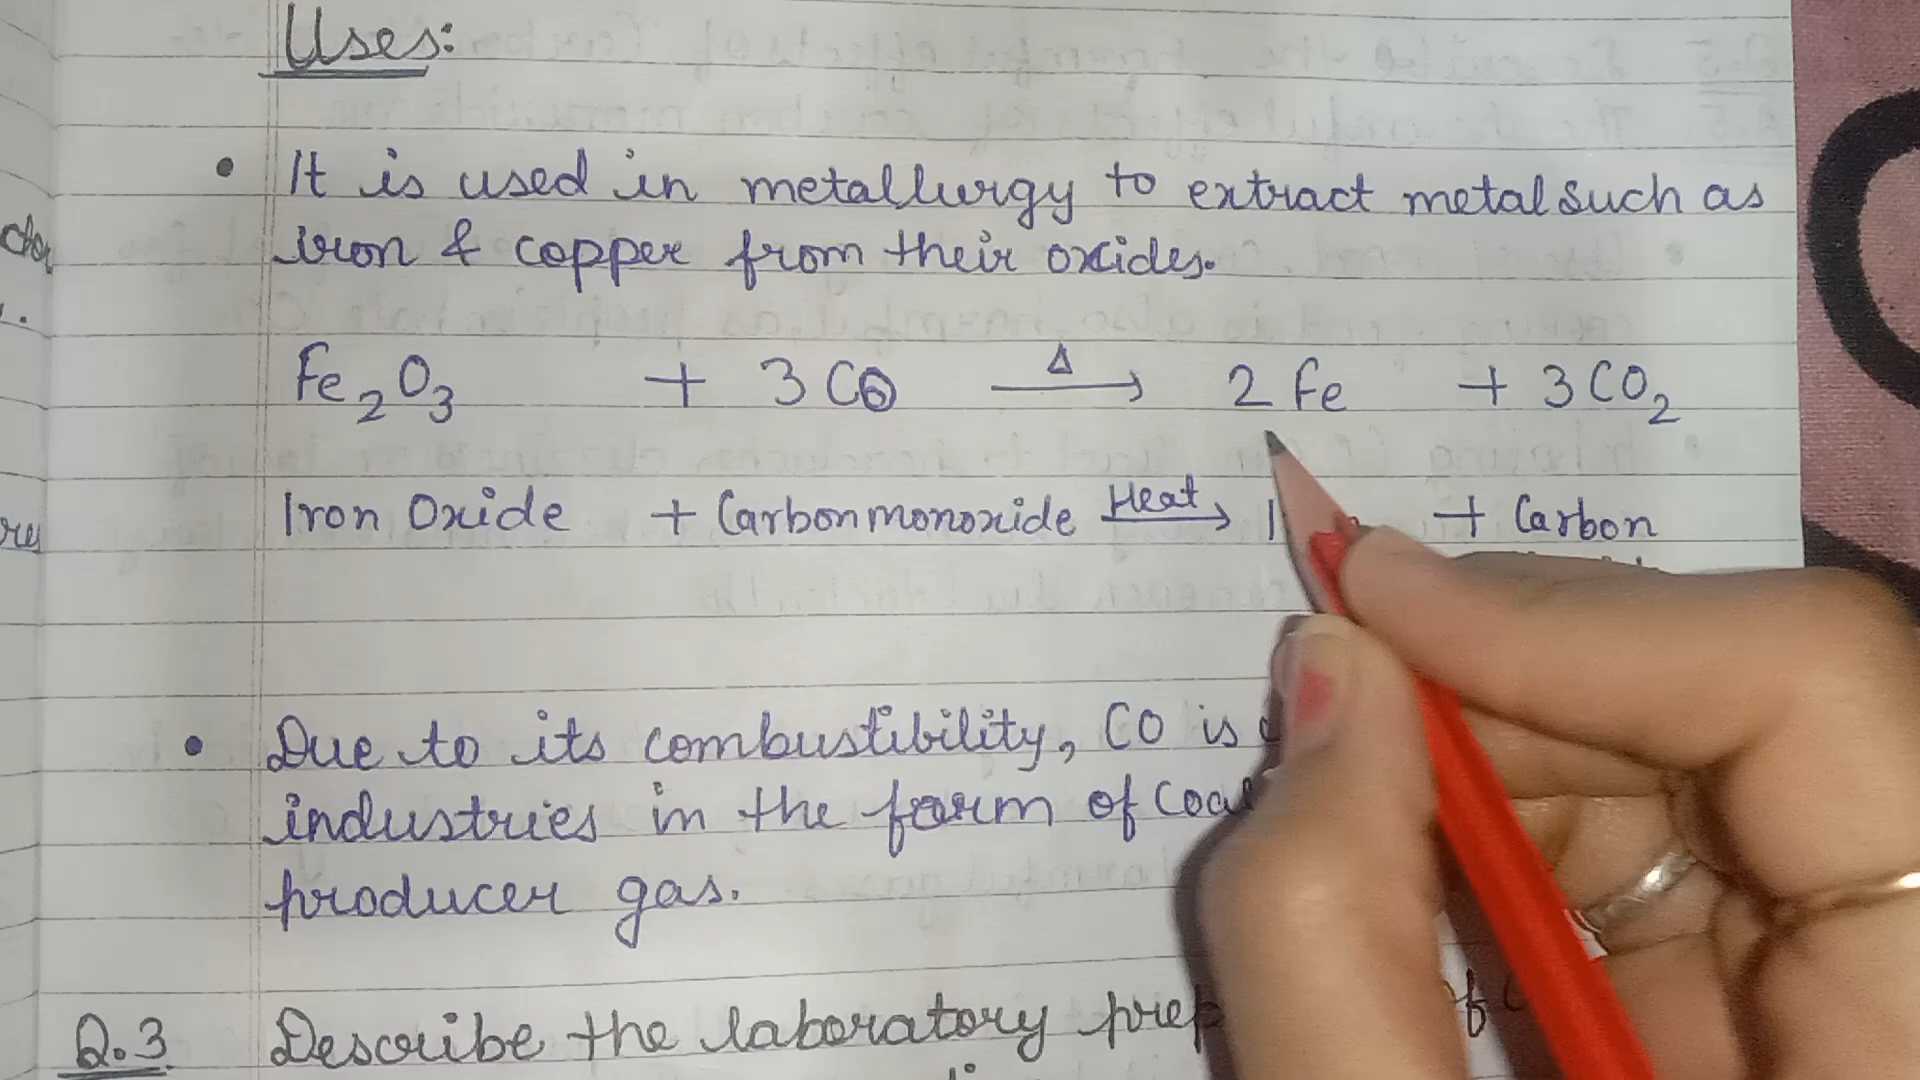 Uses:
• It is used in metallurgy to extract metal such as
iron & copper from their oxides.
Fe₂O₃ + 3 CO →Δ 2 Fe + 3 CO₂
Iron Oxide + Carbonmonoxide Heat→ + Carbon
• Due to its combustibility, CO is
industries in the form of Coal
producer gas.
Q.3 Describe the laboratory of